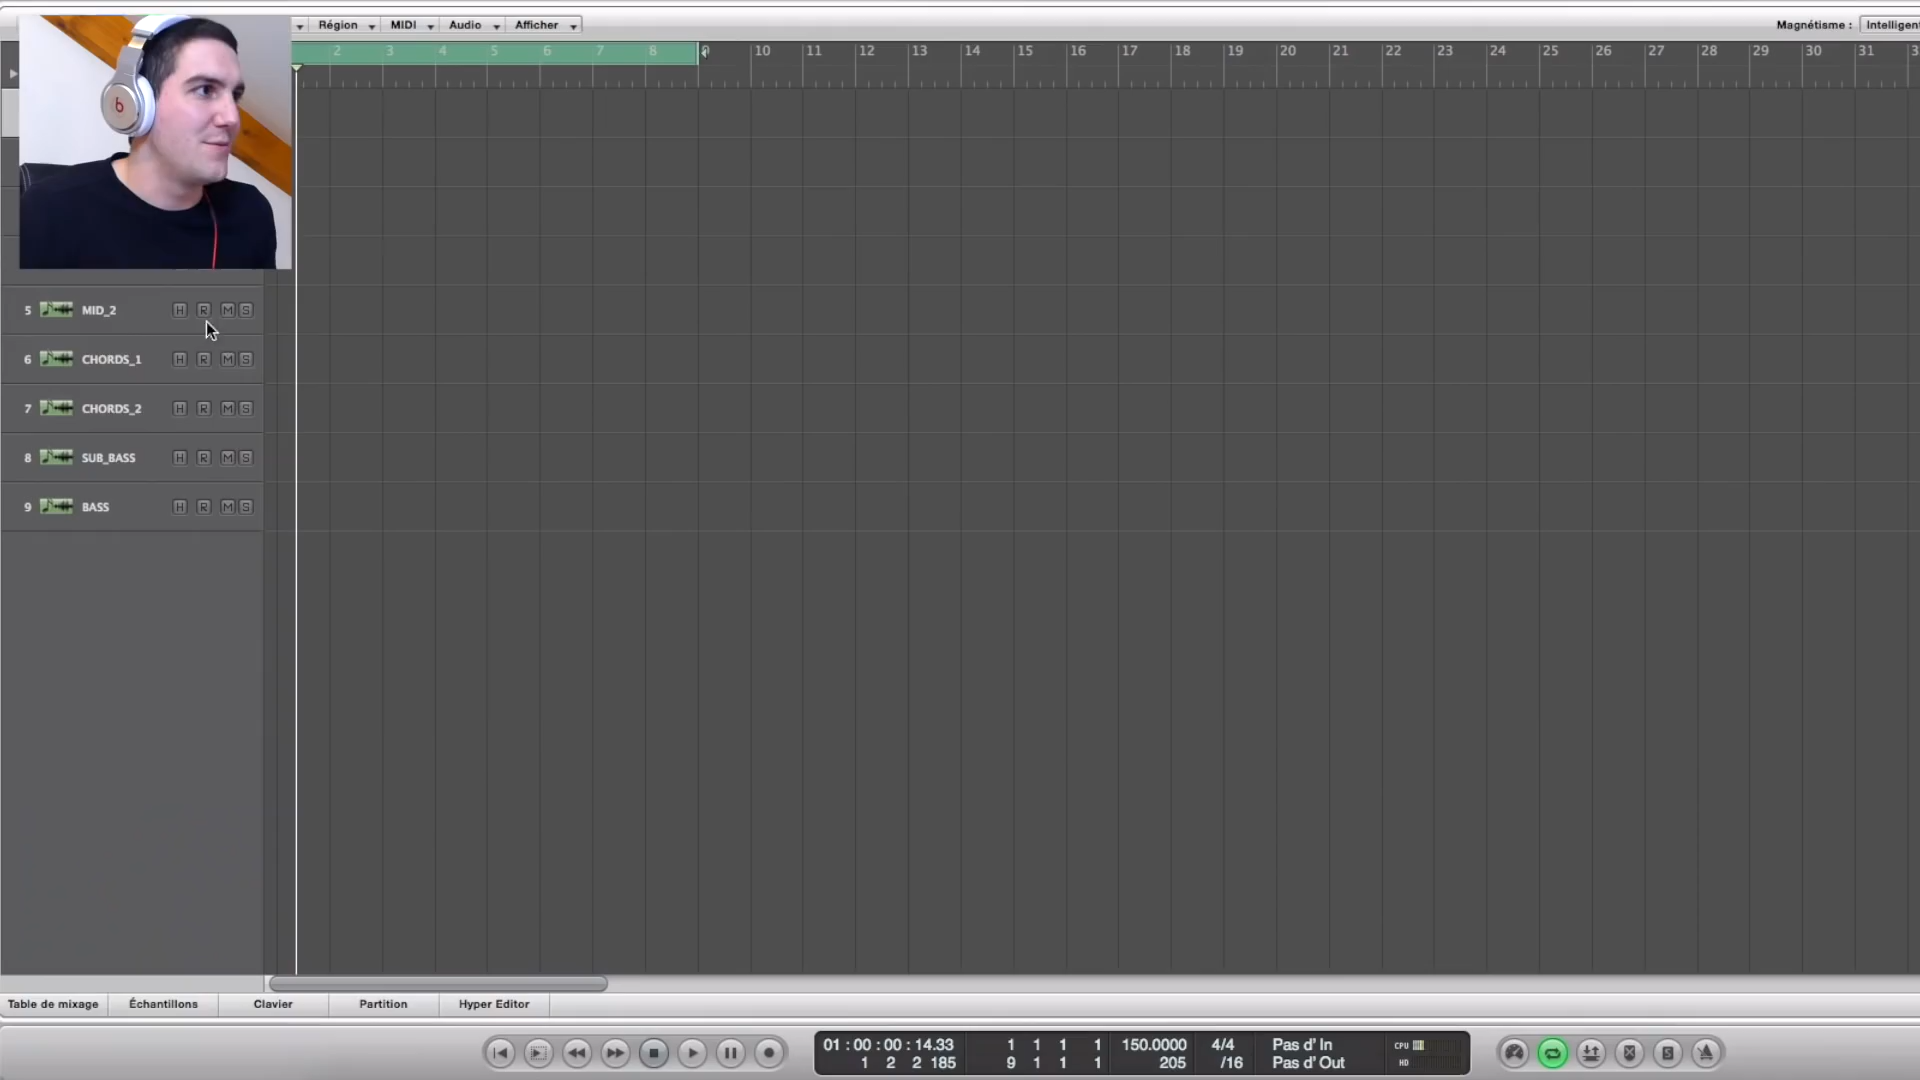 Région MIDI Audio Afficher Magnétisme : Intelligent
2 3 4 5 6 7 8 9 10 11 12 13 14 15 16 17 18 19 20 21 22 23 24 25 26 27 28 29 30 31
b
5 MID_2 H R M S
6 CHORDS_1 H R M S
7 CHORDS_2 H R M S
8 SUB_BASS H R M S
9 BASS H R M S
Table de mixage Échantillons Clavier Partition Hyper Editor
01 : 00 : 00 : 14.33 1 1 1 1 150.0000 4/4 Pas d' In CPU
1 2 2 185 9 1 1 1 205 /16 Pas d' Out HD
S